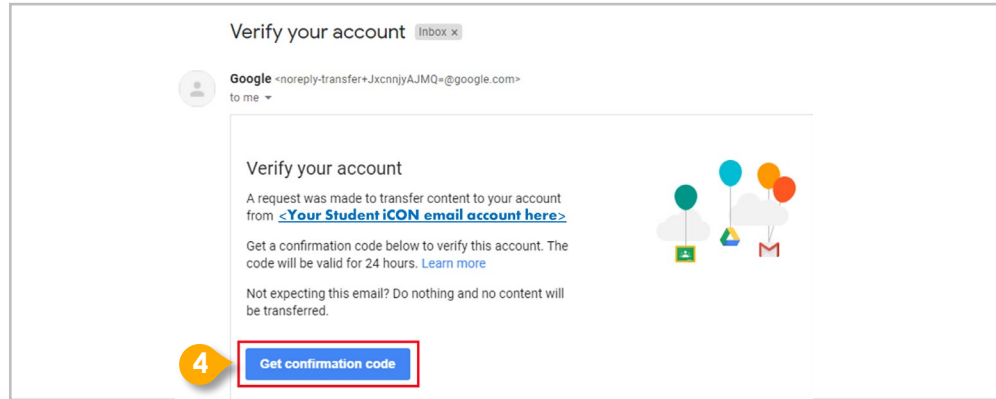 Verify your account Inbox x
Google <noreply-transfer+JxcnnjyAJMQ=@google.com>
to me
Verify your account
A request was made to transfer content to your account
from <Your Student iCON email account here>
Get a confirmation code below to verify this account. The
code will be valid for 24 hours. Learn more
Not expecting this email? Do nothing and no content will
be transferred.
4 Get confirmation code